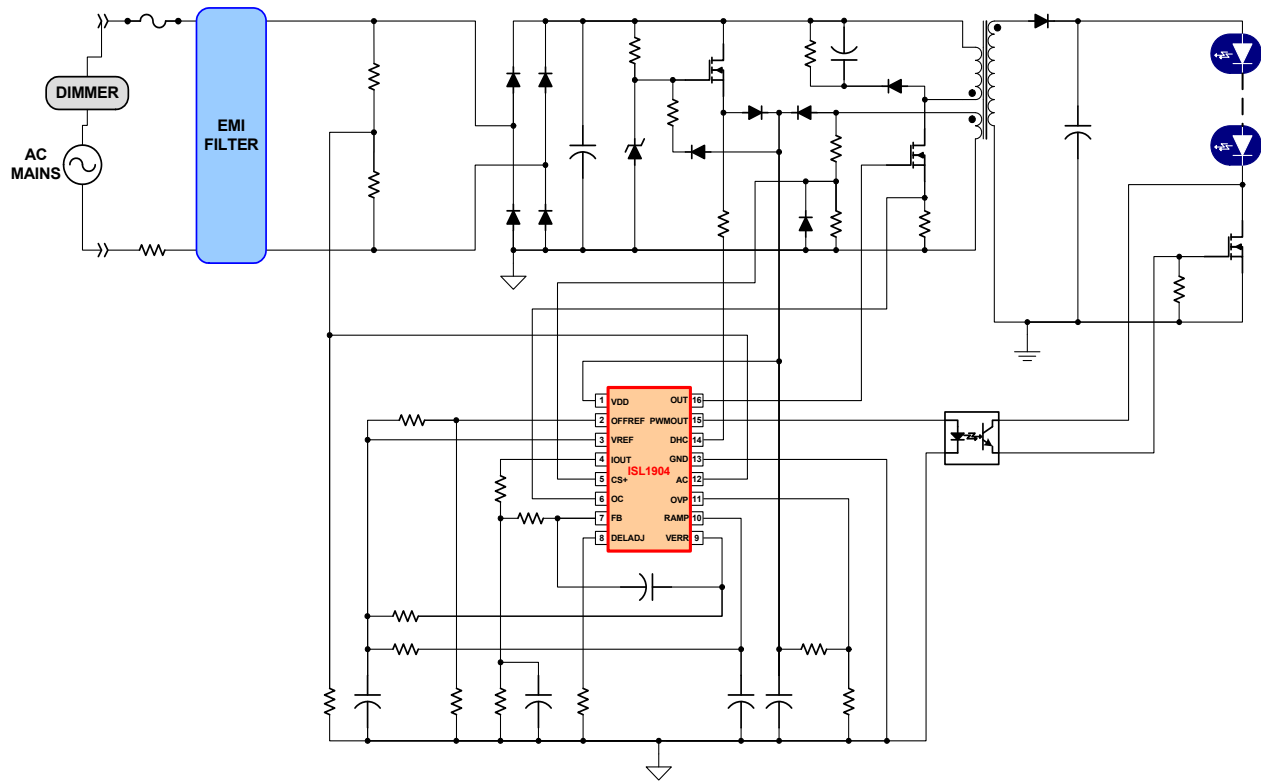 DIMMER
AC
MAINS
EMI
FILTER
1 VDD OUT 16
2 OFFREF PWMOUT 15
3 VREF DHC 14
4 IOUT GND 13
ISL1904
5 CS+ AC 12
6 OC OVP 11
7 FB RAMP 10
8 DELADJ VERR 9